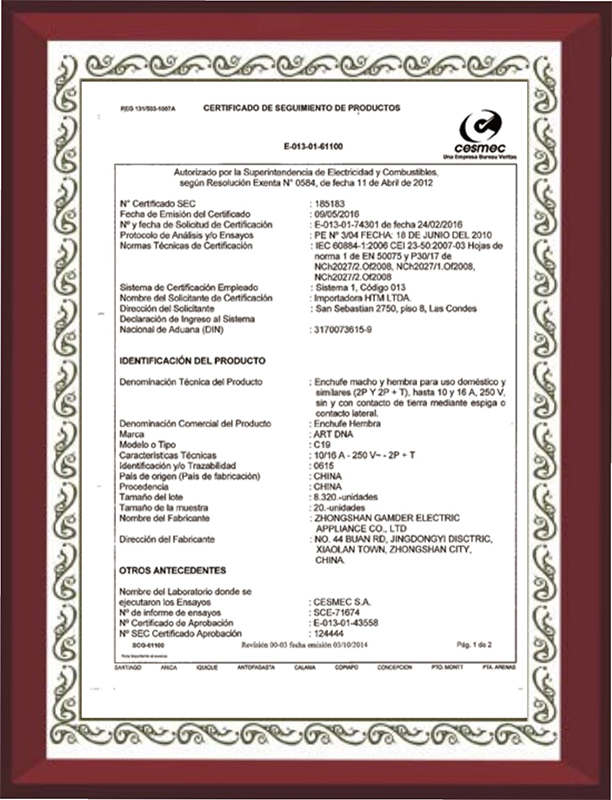 REG 131/503-1007A
CERTIFICADO DE SEGUIMIENTO DE PRODUCTOS
cesmec
Una Empresa Bureau Veritas
E-013-01-61100
Autorizado por la Superintendencia de Electricidad y Combustibles,
según Resolución Exenta N° 0584, de fecha 11 de Abril de 2012
N° Certificado SEC : 185183
Fecha de Emisión del Certificado : 09/05/2016
Nº y fecha de Solicitud de Certificación : E-013-01-74301 de fecha 24/02/2016
Protocolo de Análisis y/o Ensayos : PE Nº 3/04 FECHA: 18 DE JUNIO DEL 2010
Normas Técnicas de Certificación : IEC 60884-1:2006 CEI 23-50:2007-03 Hojas de
norma 1 de EN 50075 y P30/17 de
NCh2027/2.Of2008, NCh2027/1.Of2008,
NCh2027/2.Of2008
Sistema de Certificación Empleado : Sistema 1, Código 013
Nombre del Solicitante de Certificación : Importadora HTM LTDA.
Dirección del Solicitante : San Sebastian 2750, piso 8, Las Condes
Declaración de Ingreso al Sistema
Nacional de Aduana (DIN) : 3170073615-9
IDENTIFICACIÓN DEL PRODUCTO
Denominación Técnica del Producto : Enchufe macho y hembra para uso doméstico y
similares (2P Y 2P + T), hasta 10 y 16 A, 250 V,
sin y con contacto de tierra mediante espiga o
contacto lateral.
Denominación Comercial del Producto : Enchufe Hembra
Marca : ART DNA
Modelo o Tipo : C19
Características Técnicas : 10/16 A - 250 V~ - 2P + T
Identificación y/o Trazabilidad : 0615
País de origen (País de fabricación) : CHINA
Procedencia : CHINA
Tamaño del lote : 8.320.-unidades
Tamaño de la muestra : 20.-unidades
Nombre del Fabricante : ZHONGSHAN GAMDER ELECTRIC
APPLIANCE CO., LTD
Dirección del Fabricante : NO. 44 BUAN RD, JINGDONGYI DISCTRIC,
XIAOLAN TOWN, ZHONGSHAN CITY,
CHINA.
OTROS ANTECEDENTES
Nombre del Laboratorio donde se
ejecutaron los Ensayos : CESMEC S.A.
Nº de informe de ensayos : SCE-71674
Nº Certificado de Aprobación : E-013-01-43558
Nº SEC Certificado Aprobación : 124444
SCG-61100 Revisión 00-03 fecha emisión 03/10/2014 Pág. 1 de 2
SANTIAGO ARICA IQUIQUE ANTOFAGASTA CALAMA COPIAPO CONCEPCION PTO. MONTT PTA. ARENAS